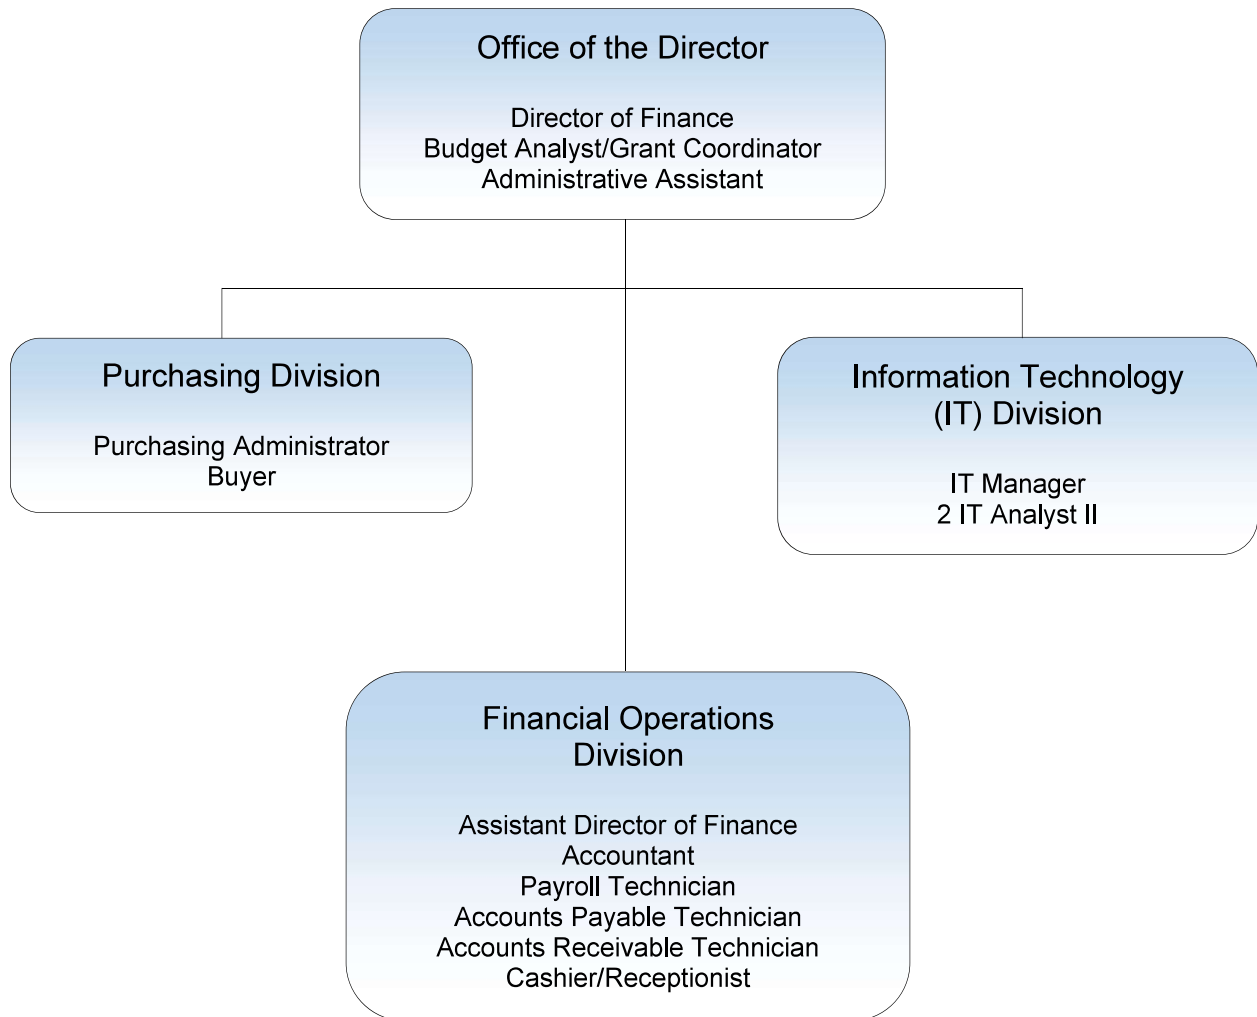 Office of the Director
Director of Finance
Budget Analyst/Grant Coordinator
Administrative Assistant
Purchasing Division
Purchasing Administrator
Buyer
Information Technology
(IT) Division
IT Manager
2 IT Analyst II
Financial Operations
Division
Assistant Director of Finance
Accountant
Payroll Technician
Accounts Payable Technician
Accounts Receivable Technician
Cashier/Receptionist